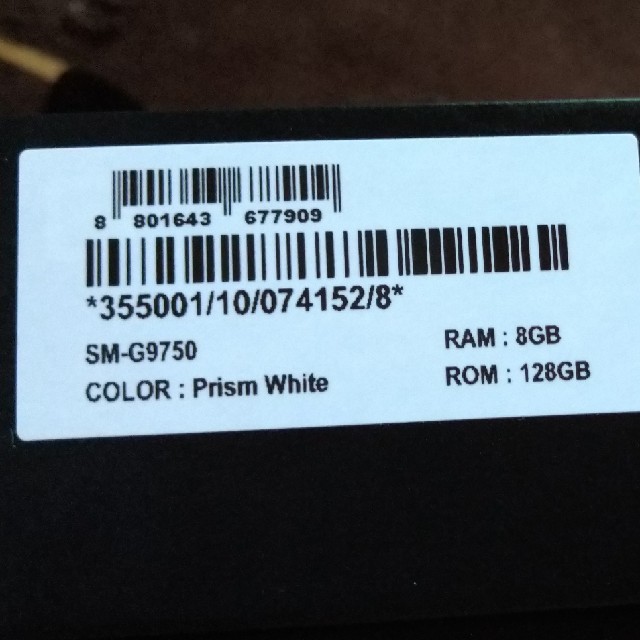 8 801643 677909
*355001/10/074152/8*
SM-G9750
RAM : 8GB
COLOR : Prism White
ROM : 128GB